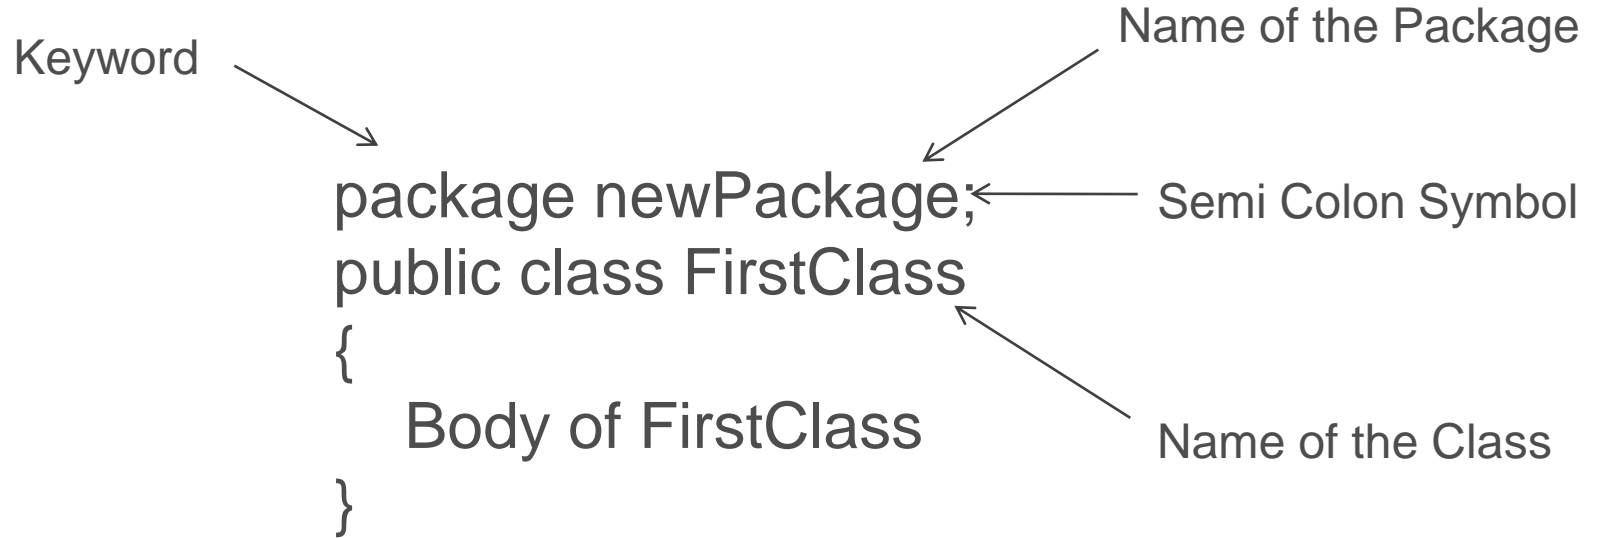 Name of the Package
Keyword
package newPackage;
Semi Colon Symbol
public class FirstClass
{
Body of FirstClass
Name of the Class
}